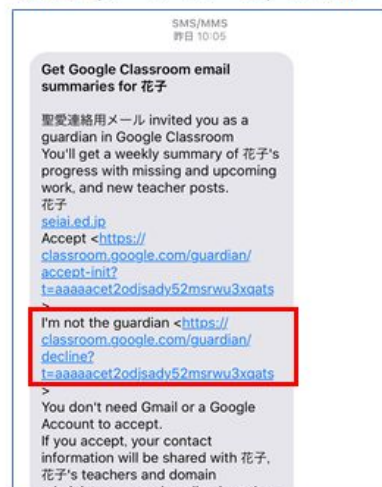 SMS/MMS
昨日 10:05
Get Google Classroom email
summaries for 花子
聖愛連絡用メール invited you as a
guardian in Google Classroom
You'll get a weekly summary of 花子's
progress with missing and upcoming
work, and new teacher posts.
花子
seiai.ed.jp
Accept <https://
classroom.google.com/guardian/
accept-init?
t=aaaaacet2odjsady52msrwu3xqats
>
I'm not the guardian <https://
classroom.google.com/guardian/
decline?
t=aaaaacet2odjsady52msrwu3xqats
>
You don't need Gmail or a Google
Account to accept.
If you accept, your contact
information will be shared with 花子,
花子's teachers and domain